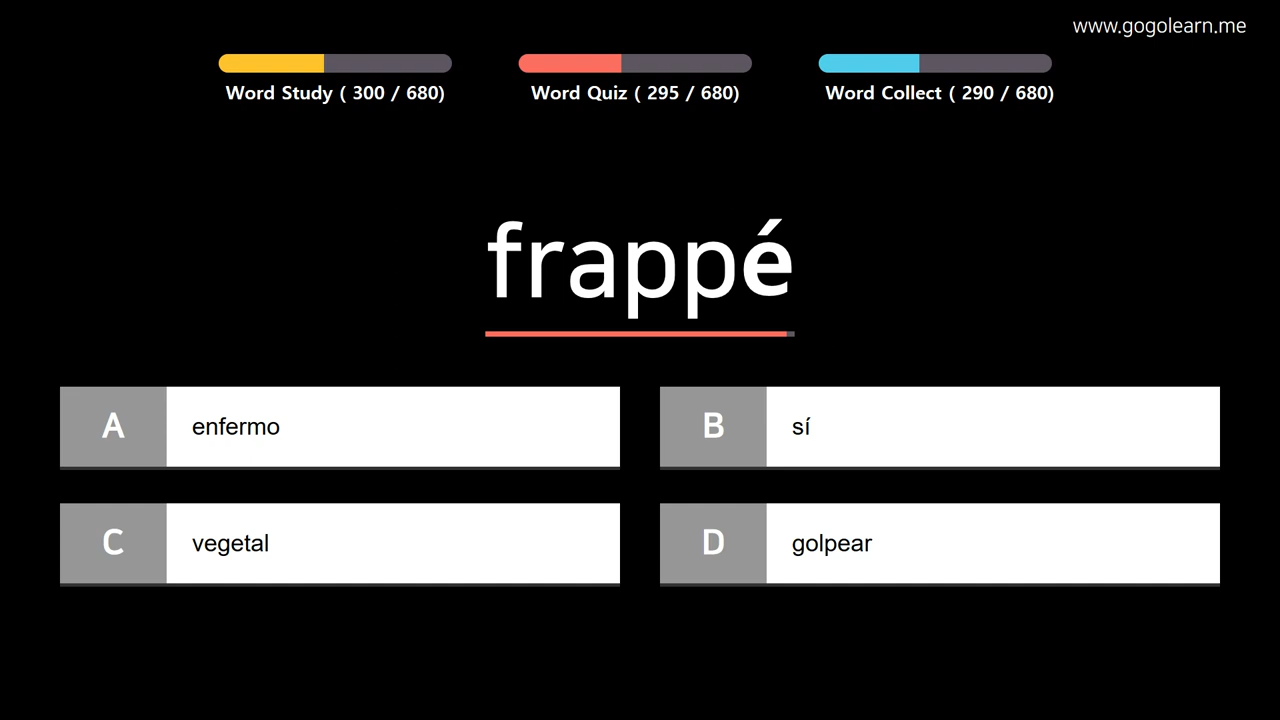 www.gogolearn.me
Word Study ( 300 / 680)
Word Quiz ( 295 / 680)
Word Collect ( 290 / 680)
frappé
A enfermo
B sí
C vegetal
D golpear